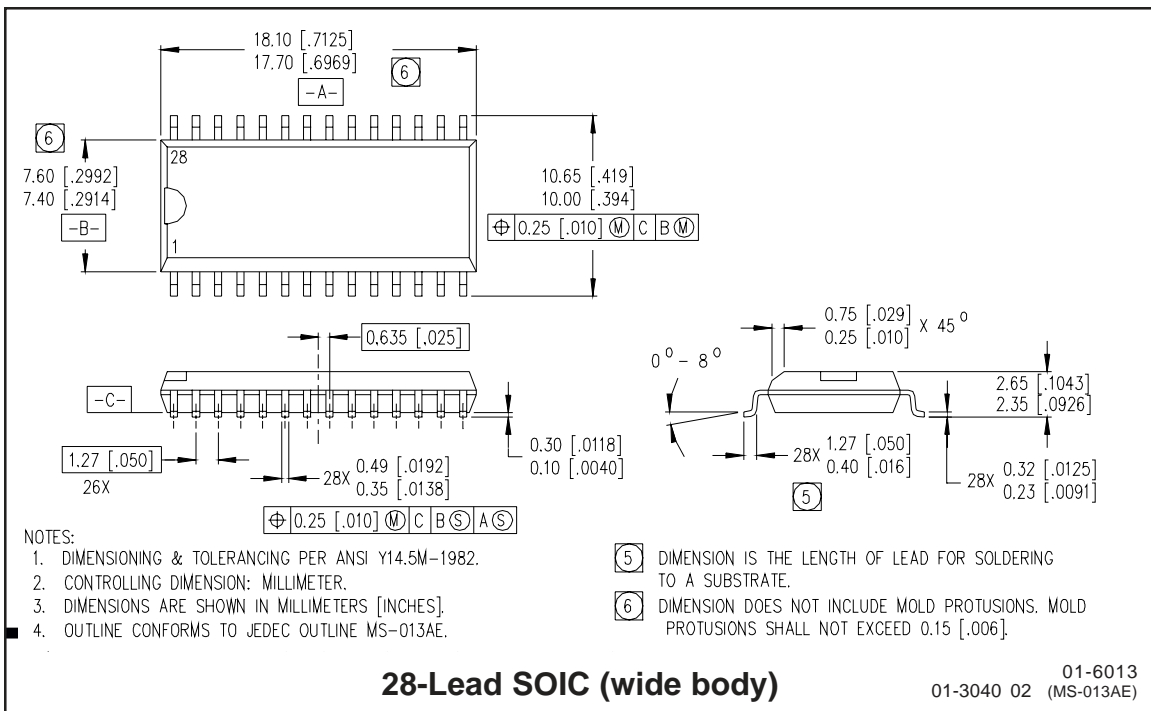 18.10 [.7125]
17.70 [.6969]
6
-A-
6
28
7.60 [.2992]
7.40 [.2914]
-B-
1
10.65 [.419]
10.00 [.394]
⌖ 0.25 [.010] Ⓜ C B Ⓜ
0.635 [.025]
-C-
1.27 [.050]
26X
28X 0.49 [.0192]
0.35 [.0138]
0.30 [.0118]
0.10 [.0040]
⌖ 0.25 [.010] Ⓜ C B Ⓢ A Ⓢ
0.75 [.029]
0.25 [.010] X 45°
0° - 8°
2.65 [.1043]
2.35 [.0926]
28X 1.27 [.050]
0.40 [.016]
5
28X 0.32 [.0125]
0.23 [.0091]
NOTES:
1. DIMENSIONING & TOLERANCING PER ANSI Y14.5M-1982.
2. CONTROLLING DIMENSION: MILLIMETER.
3. DIMENSIONS ARE SHOWN IN MILLIMETERS [INCHES].
4. OUTLINE CONFORMS TO JEDEC OUTLINE MS-013AE.
5 DIMENSION IS THE LENGTH OF LEAD FOR SOLDERING
TO A SUBSTRATE.
6 DIMENSION DOES NOT INCLUDE MOLD PROTUSIONS. MOLD
PROTUSIONS SHALL NOT EXCEED 0.15 [.006].
28-Lead SOIC (wide body)
01-6013
01-3040 02 (MS-013AE)